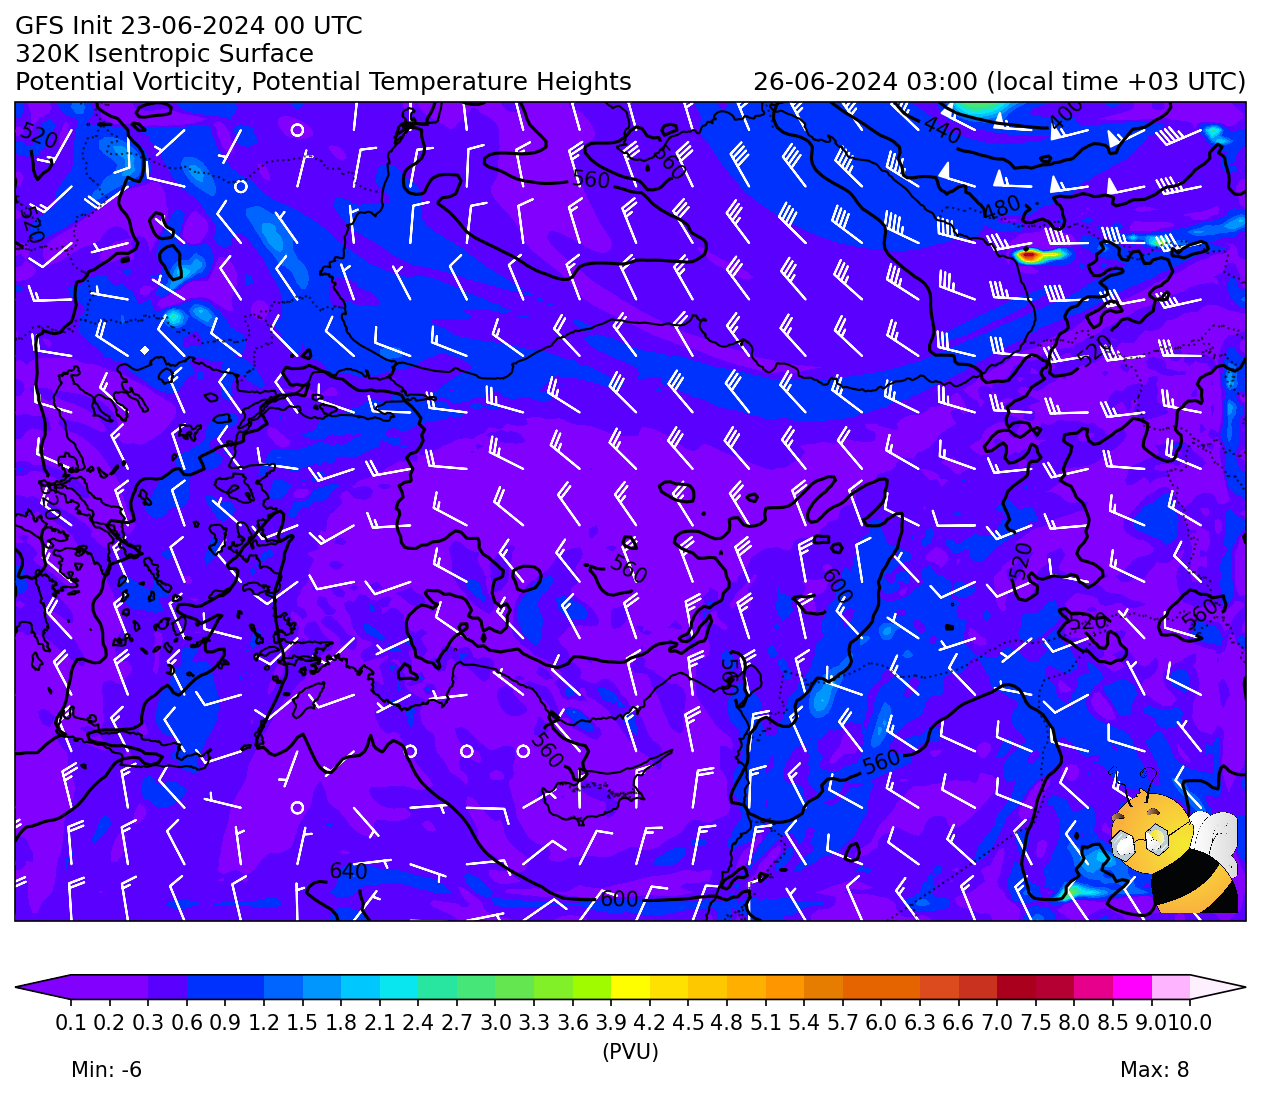 GFS Init 23-06-2024 00 UTC
320K Isentropic Surface
Potential Vorticity, Potential Temperature Heights
26-06-2024 03:00 (local time +03 UTC)
520
560
560
440
400
480
520
520
520
560
600
520
520
560
560
560
560
640
600
0.1 0.2 0.3 0.6 0.9 1.2 1.5 1.8 2.1 2.4 2.7 3.0 3.3 3.6 3.9 4.2 4.5 4.8 5.1 5.4 5.7 6.0 6.3 6.6 7.0 7.5 8.0 8.5 9.0 10.0
(PVU)
Min: -6
Max: 8